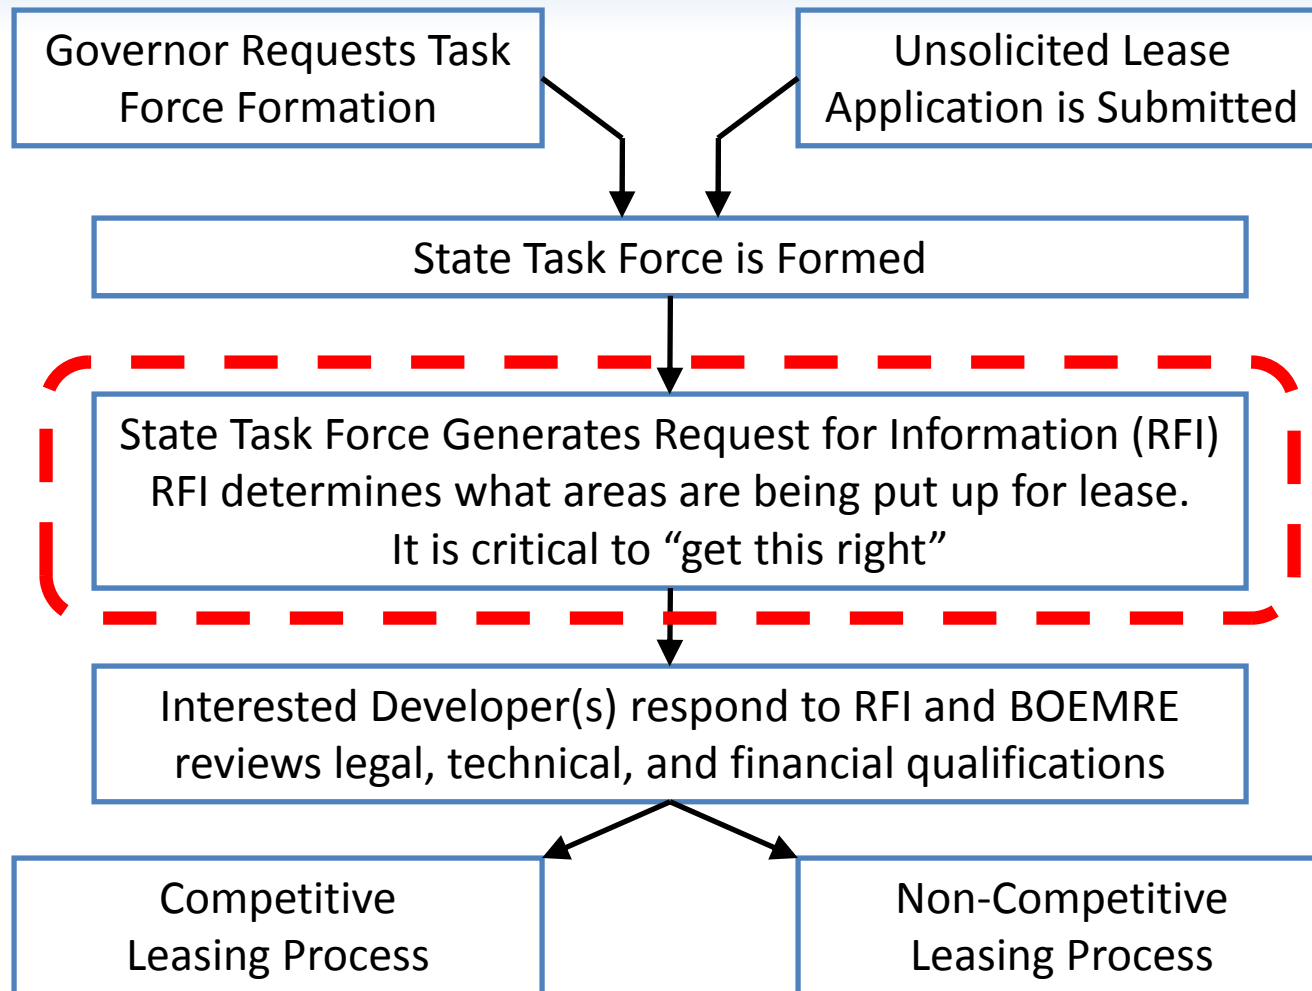 Governor Requests Task
Force Formation
Unsolicited Lease
Application is Submitted
State Task Force is Formed
State Task Force Generates Request for Information (RFI)
RFI determines what areas are being put up for lease.
It is critical to “get this right”
Interested Developer(s) respond to RFI and BOEMRE
reviews legal, technical, and financial qualifications
Competitive
Leasing Process
Non-Competitive
Leasing Process